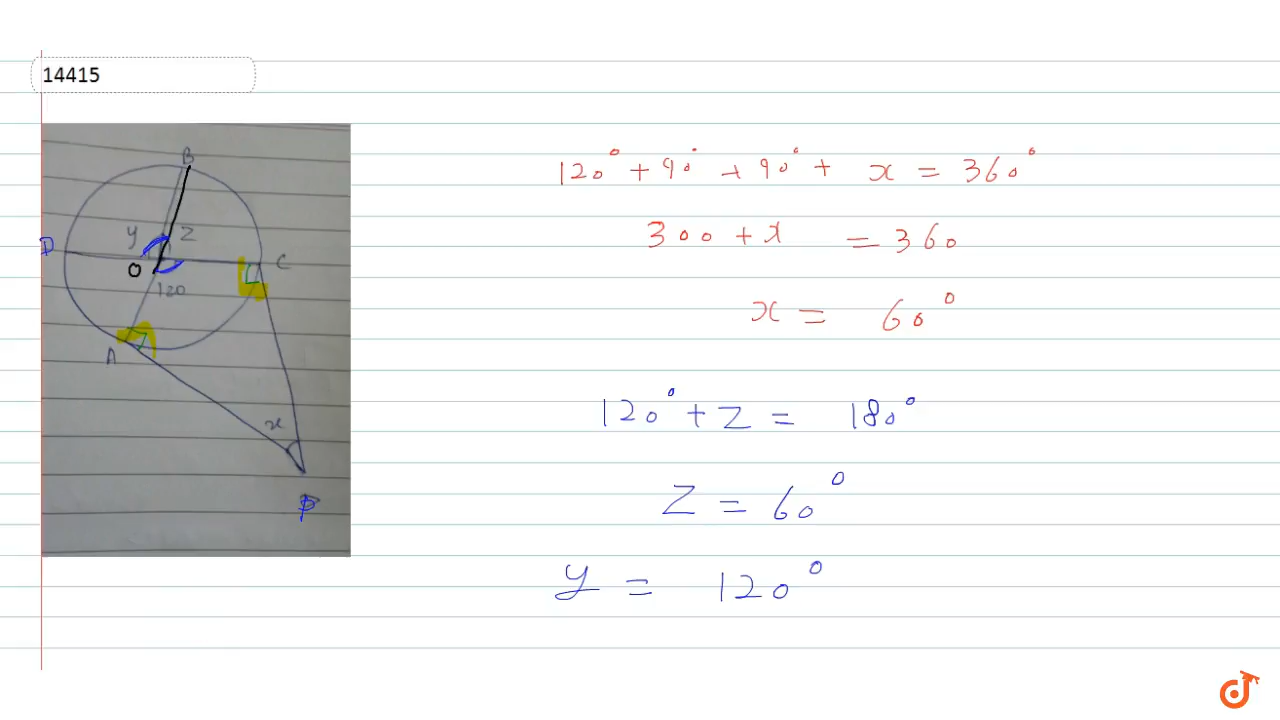 14415
B
y
Z
D
O
C
120
A
x
P
120° + 90° + 90° + x = 360°
300 + x = 360
x = 60°
120° + Z = 180°
Z = 60°
y = 120°